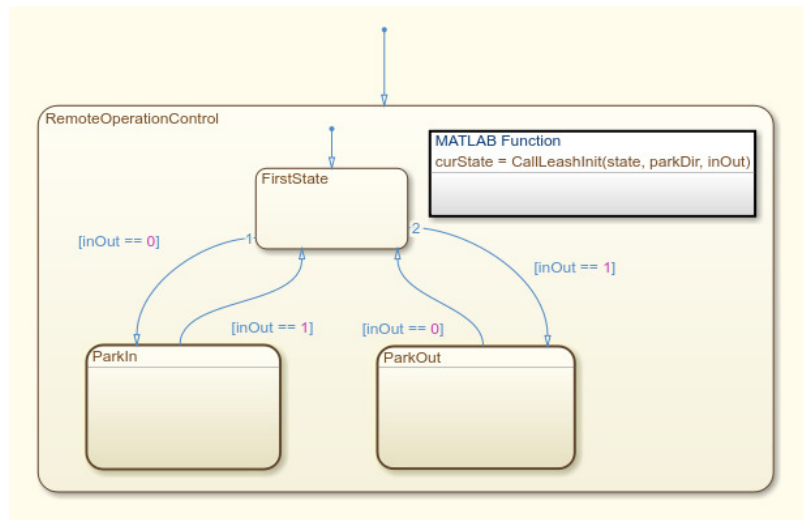 RemoteOperationControl
MATLAB Function
curState = CallLeashInit(state, parkDir, inOut)
FirstState
1
2
[inOut == 0]
[inOut == 1]
[inOut == 1]
[inOut == 0]
ParkIn
ParkOut